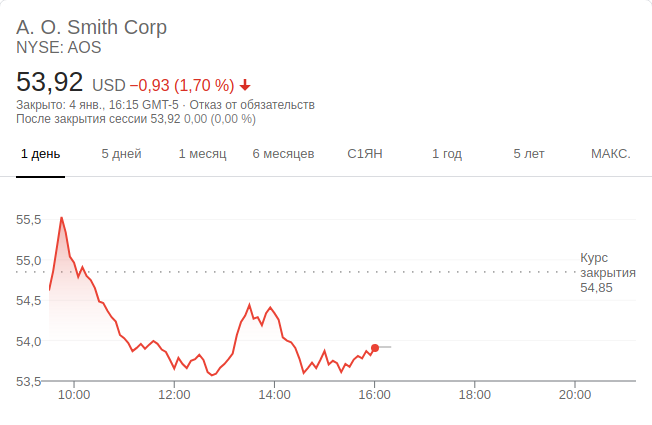 A. O. Smith Corp
NYSE: AOS
53,92 USD −0,93 (1,70 %)
Закрыто: 4 янв., 16:15 GMT-5 · Отказ от обязательств
После закрытия сессии 53,92 0,00 (0,00 %)
1 день 5 дней 1 месяц 6 месяцев С1ЯН 1 год 5 лет МАКС.
55,5
55,0
54,5
54,0
53,5
Курс
закрытия
54,85
10:00 12:00 14:00 16:00 18:00 20:00